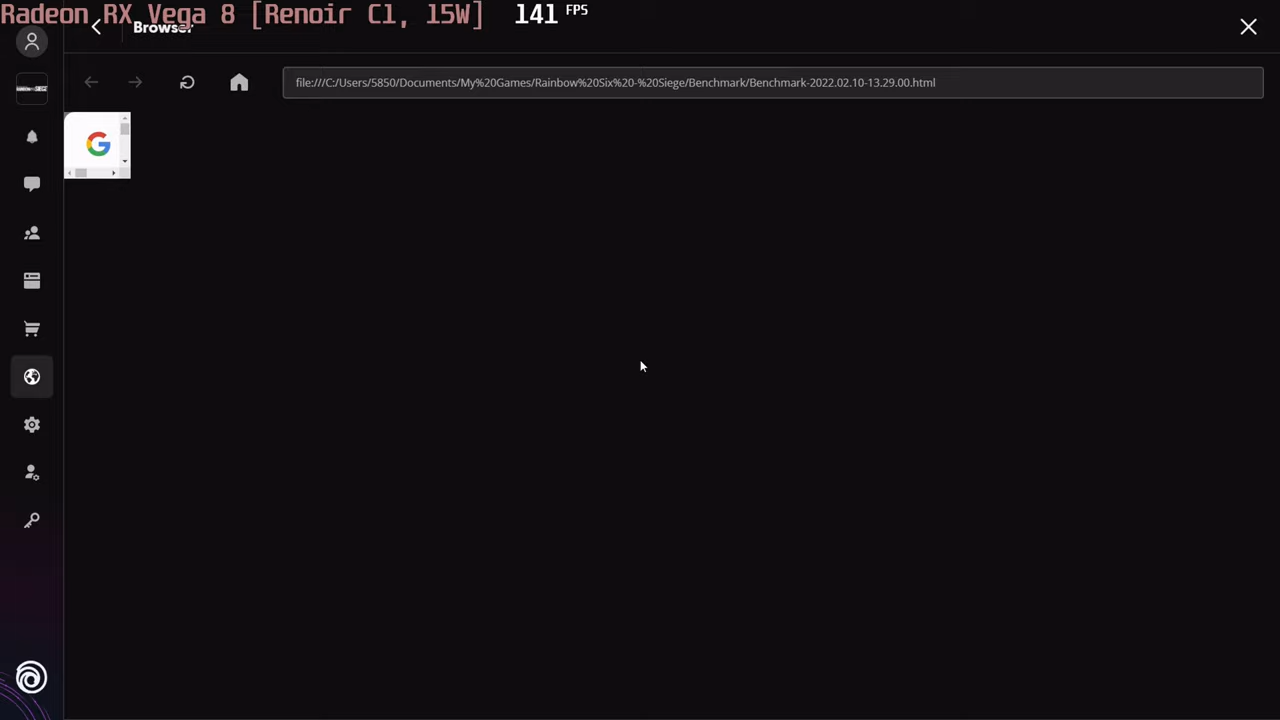 Radeon RX Vega 8 [Renoir C1, 15W] 141 FPS
Browser
file:///C:/Users/5850/Documents/My%20Games/Rainbow%20Six%20-%20Siege/Benchmark/Benchmark-2022.02.10-13.29.00.html
G